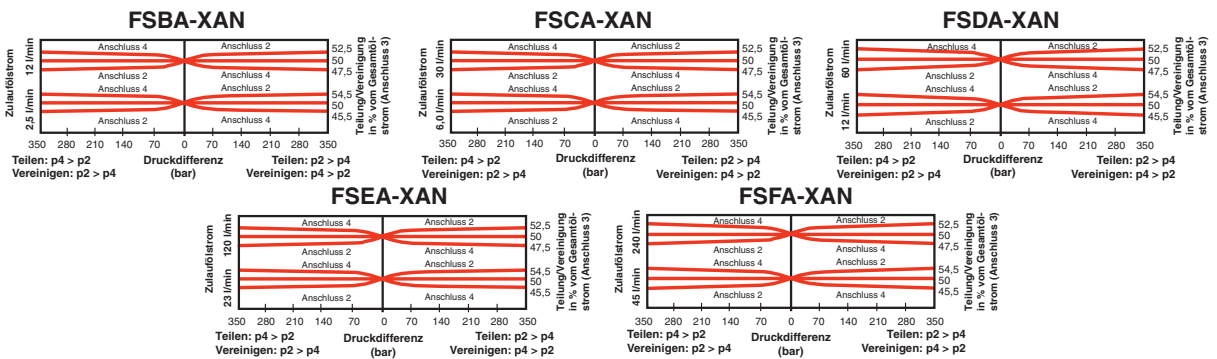 FSBA-XAN
Zulaufölstrom
12 l/min
2,5 l/min
Anschluss 4
Anschluss 2
Anschluss 2
Anschluss 4
Anschluss 4
Anschluss 2
Anschluss 2
Anschluss 4
52,5
50
47,5
54,5
50
45,5
Teilung/Vereinigung
in % vom Gesamtöl-
strom (Anschluss 3)
350 280 210 140 70 0 70 140 210 280 350
Teilen: p4 > p2
Vereinigen: p2 > p4
Druckdifferenz
(bar)
Teilen: p2 > p4
Vereinigen: p4 > p2
FSCA-XAN
Zulaufölstrom
30 l/min
6,0 l/min
Anschluss 4
Anschluss 2
Anschluss 2
Anschluss 4
Anschluss 4
Anschluss 2
Anschluss 2
Anschluss 4
52,5
50
47,5
54,5
50
45,5
Teilung/Vereinigung
in % vom Gesamtöl-
strom (Anschluss 3)
350 280 210 140 70 0 70 140 210 280 350
Teilen: p4 > p2
Vereinigen: p2 > p4
Druckdifferenz
(bar)
Teilen: p2 > p4
Vereinigen: p4 > p2
FSDA-XAN
Zulaufölstrom
60 l/min
12 l/min
Anschluss 4
Anschluss 2
Anschluss 2
Anschluss 4
Anschluss 4
Anschluss 2
Anschluss 2
Anschluss 4
52,5
50
47,5
54,5
50
45,5
Teilung/Vereinigung
in % vom Gesamtöl-
strom (Anschluss 3)
350 280 210 140 70 0 70 140 210 280 350
Teilen: p4 > p2
Vereinigen: p2 > p4
Druckdifferenz
(bar)
Teilen: p2 > p4
Vereinigen: p4 > p2
FSEA-XAN
Zulaufölstrom
120 l/min
23 l/min
Anschluss 4
Anschluss 2
Anschluss 2
Anschluss 4
Anschluss 4
Anschluss 2
Anschluss 2
Anschluss 4
52,5
50
47,5
54,5
50
45,5
Teilung/Vereinigung
in % vom Gesamtöl-
strom (Anschluss 3)
350 280 210 140 70 0 70 140 210 280 350
Teilen: p4 > p2
Vereinigen: p2 > p4
Druckdifferenz
(bar)
Teilen: p2 > p4
Vereinigen: p4 > p2
FSFA-XAN
Zulaufölstrom
240 l/min
45 l/min
Anschluss 4
Anschluss 2
Anschluss 2
Anschluss 4
Anschluss 4
Anschluss 2
Anschluss 2
Anschluss 4
52,5
50
47,5
54,5
50
45,5
Teilung/Vereinigung
in % vom Gesamtöl-
strom (Anschluss 3)
350 280 210 140 70 0 70 140 210 280 350
Teilen: p4 > p2
Vereinigen: p2 > p4
Druckdifferenz
(bar)
Teilen: p2 > p4
Vereinigen: p4 > p2